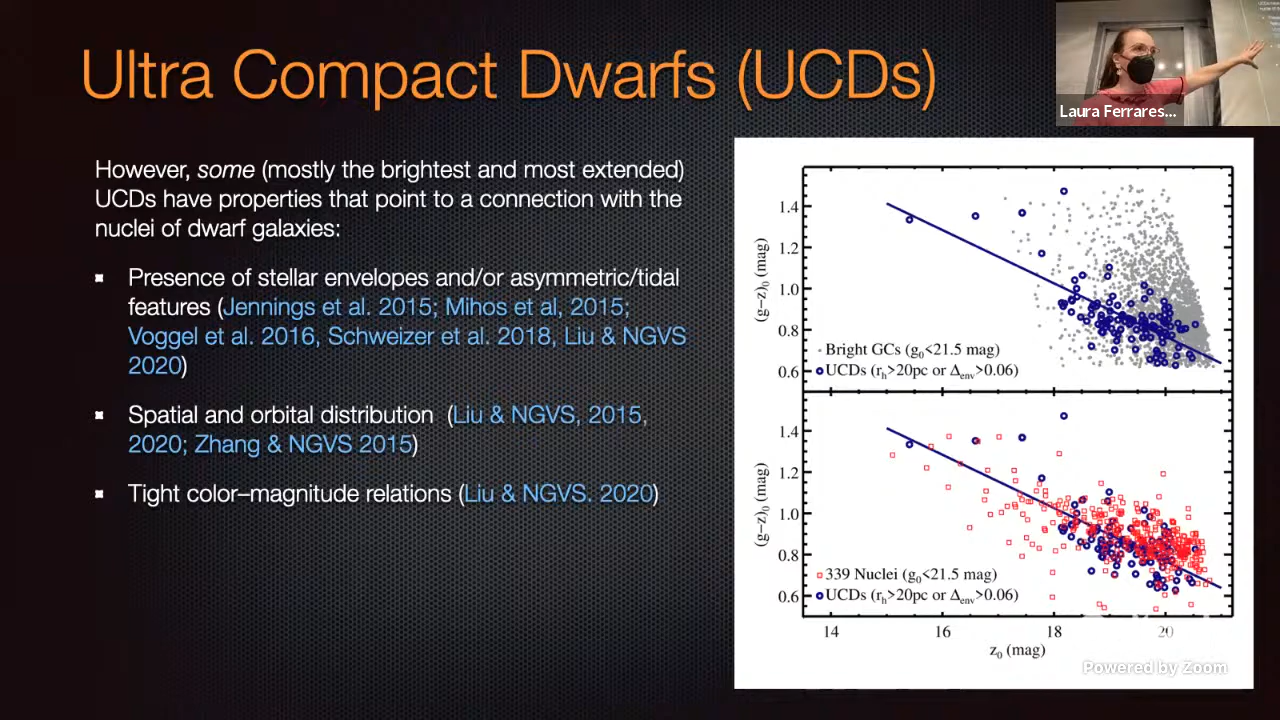 Ultra Compact Dwarfs (UCDs)
Laura Ferrares...
However, some (mostly the brightest and most extended)
UCDs have properties that point to a connection with the
nuclei of dwarf galaxies:
Presence of stellar envelopes and/or asymmetric/tidal
features (Jennings et al. 2015; Mihos et al, 2015;
Voggel et al. 2016, Schweizer et al. 2018, Liu & NGVS
2020)
Spatial and orbital distribution (Liu & NGVS, 2015,
2020; Zhang & NGVS 2015)
Tight color–magnitude relations (Liu & NGVS. 2020)
1.4
1.2
1.0
0.8
0.6
(g−z)₀ (mag)
Bright GCs (g₀<21.5 mag)
UCDs (rₕ>20pc or Δenv>0.06)
1.4
1.2
1.0
0.8
0.6
(g−z)₀ (mag)
339 Nuclei (g₀<21.5 mag)
UCDs (rₕ>20pc or Δenv>0.06)
14 16 18 20
z₀ (mag)
Powered by Zoom